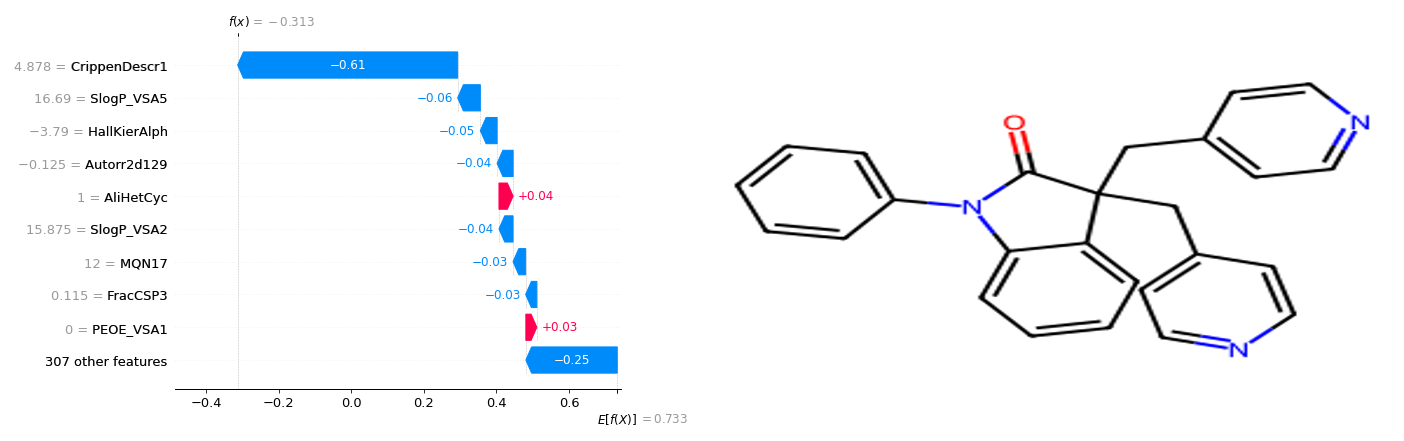 f(x) = −0.313
4.878 = CrippenDescr1
−0.61
16.69 = SlogP_VSA5
−0.06
−3.79 = HallKierAlph
−0.05
−0.125 = Autorr2d129
−0.04
1 = AliHetCyc
+0.04
15.875 = SlogP_VSA2
−0.04
12 = MQN17
−0.03
0.115 = FracCSP3
−0.03
0 = PEOE_VSA1
+0.03
307 other features
−0.25
−0.4 −0.2 0.0 0.2 0.4 0.6
E[f(X)] = 0.733
O
N
N
N